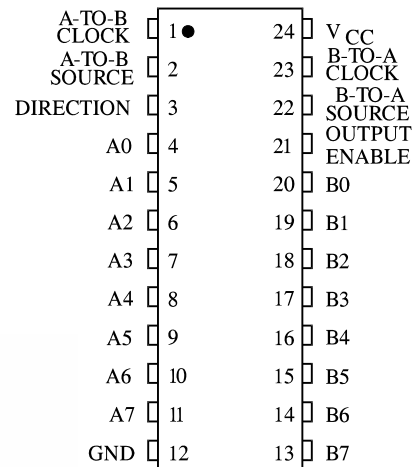 A-TO-B
CLOCK 1 24 VCC
A-TO-B
SOURCE 2 23 B-TO-A
CLOCK
DIRECTION 3 22 B-TO-A
SOURCE
A0 4 21 OUTPUT
ENABLE
A1 5 20 B0
A2 6 19 B1
A3 7 18 B2
A4 8 17 B3
A5 9 16 B4
A6 10 15 B5
A7 11 14 B6
GND 12 13 B7